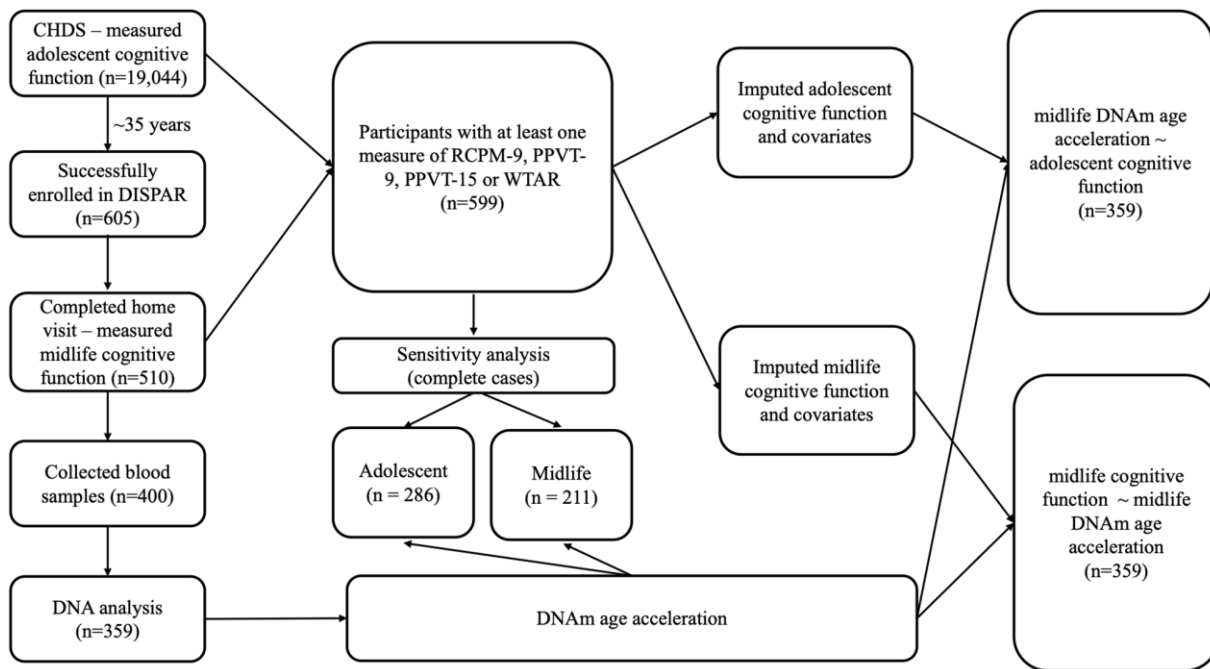 CHDS – measured
adolescent cognitive
function (n=19,044)
~35 years
Successfully
enrolled in DISPAR
(n=605)
Completed home
visit – measured
midlife cognitive
function (n=510)
Collected blood
samples (n=400)
DNA analysis
(n=359)
Participants with at least one
measure of RCPM-9, PPVT-
9, PPVT-15 or WTAR
(n=599)
Sensitivity analysis
(complete cases)
Adolescent
(n = 286)
Midlife
(n = 211)
DNAm age acceleration
Imputed adolescent
cognitive function
and covariates
Imputed midlife
cognitive function
and covariates
midlife DNAm age
acceleration ~
adolescent cognitive
function
(n=359)
midlife cognitive
function ~ midlife
DNAm age
acceleration
(n=359)